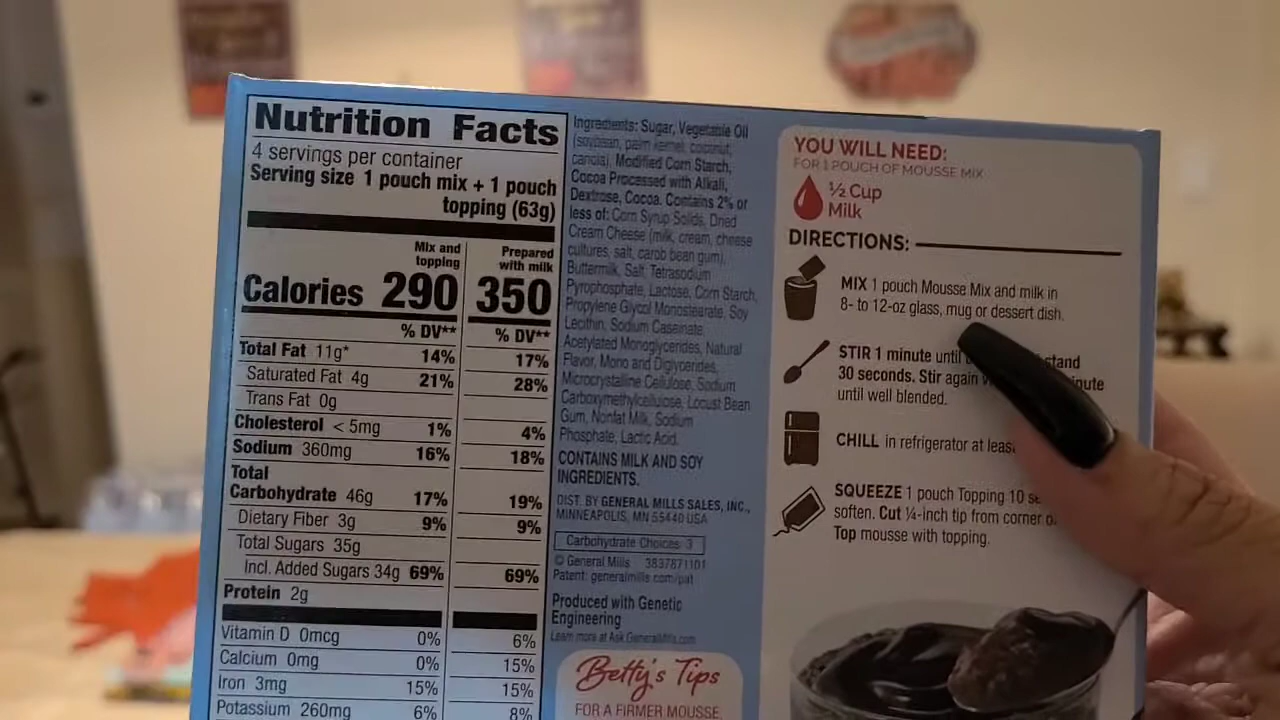 Nutrition Facts
4 servings per container
Serving size 1 pouch mix + 1 pouch
topping (63g)
Mix and
topping
Prepared
with milk
Calories 290 350
% DV** % DV**
Total Fat 11g* 14% 17%
Saturated Fat 4g 21% 28%
Trans Fat 0g
Cholesterol < 5mg 1% 4%
Sodium 360mg 16% 18%
Total
Carbohydrate 46g 17% 19%
Dietary Fiber 3g 9% 9%
Total Sugars 35g
Incl. Added Sugars 34g 69% 69%
Protein 2g
Vitamin D 0mcg 0% 6%
Calcium 0mg 0% 15%
Iron 3mg 15% 15%
Potassium 260mg 6% 8%
Ingredients: Sugar, Vegetable Oil
(soybean, palm kernel, coconut,
canola), Modified Corn Starch,
Cocoa Processed with Alkali,
Dextrose, Cocoa. Contains 2% or
less of: Corn Syrup Solids, Dried
Cream Cheese (milk, cream, cheese
cultures, salt, carob bean gum),
Buttermilk, Salt, Tetrasodium
Pyrophosphate, Lactose, Corn Starch,
Propylene Glycol Monostearate, Soy
Lecithin, Sodium Caseinate,
Acetylated Monoglycerides, Natural
Flavor, Mono and Diglycerides,
Microcrystalline Cellulose, Sodium
Carboxymethylcellulose, Locust Bean
Gum, Nonfat Milk, Sodium
Phosphate, Lactic Acid.
CONTAINS MILK AND SOY
INGREDIENTS.
DIST. BY GENERAL MILLS SALES, INC.,
MINNEAPOLIS, MN 55440 USA
Carbohydrate Choices: 3
© General Mills 3837871101
Patent: generalmills.com/pat
Produced with Genetic
Engineering
Learn more at Ask.GeneralMills.com
Betty's Tips
FOR A FIRMER MOUSSE,
YOU WILL NEED:
FOR 1 POUCH OF MOUSSE MIX
½ Cup
Milk
DIRECTIONS:
MIX 1 pouch Mousse Mix and milk in
8- to 12-oz glass, mug or dessert dish.
STIR 1 minute until stand
30 seconds. Stir again
until well blended.
CHILL in refrigerator at least
SQUEEZE 1 pouch Topping 10
soften. Cut ¼-inch tip from corner
Top mousse with topping.